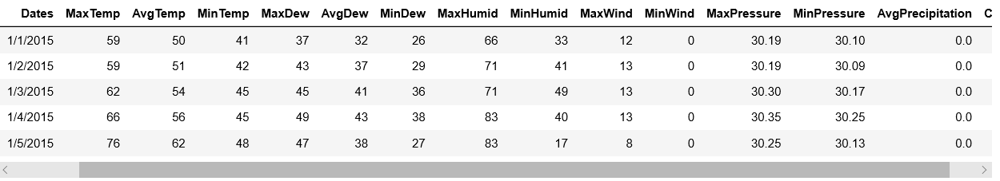 Dates MaxTemp AvgTemp MinTemp MaxDew AvgDew MinDew MaxHumid MinHumid MaxWind MinWind MaxPressure MinPressure AvgPrecipitation C
1/1/2015 59 50 41 37 32 26 66 33 12 0 30.19 30.10 0.0
1/2/2015 59 51 42 43 37 29 71 41 13 0 30.19 30.09 0.0
1/3/2015 62 54 45 45 41 36 71 49 13 0 30.30 30.17 0.0
1/4/2015 66 56 45 49 43 38 83 40 13 0 30.35 30.25 0.0
1/5/2015 76 62 48 47 38 27 83 17 8 0 30.25 30.13 0.0